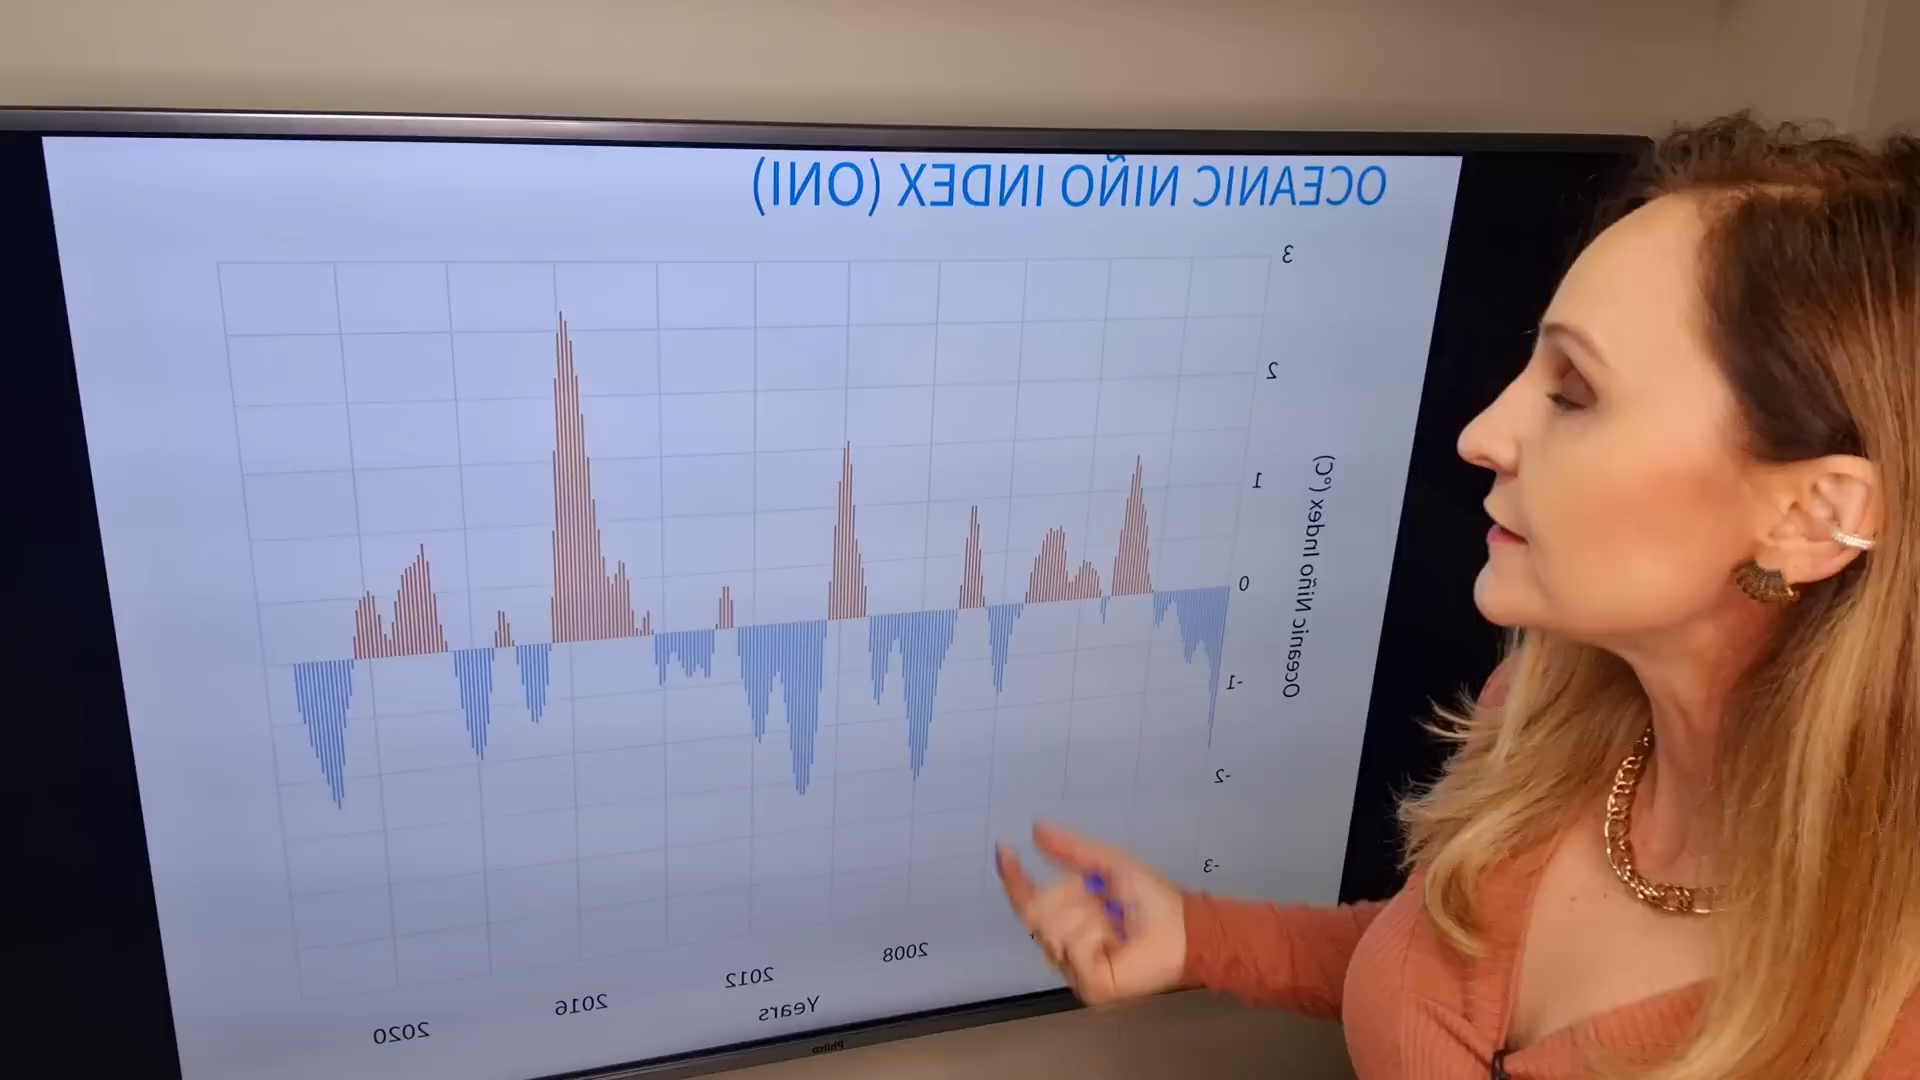 OCEANIC NIÑO INDEX (ONI)
3
2
1
0
-1
-2
-3
Oceanic Niño Index (°C)
2008
2012
2016
2020
Years
Philco